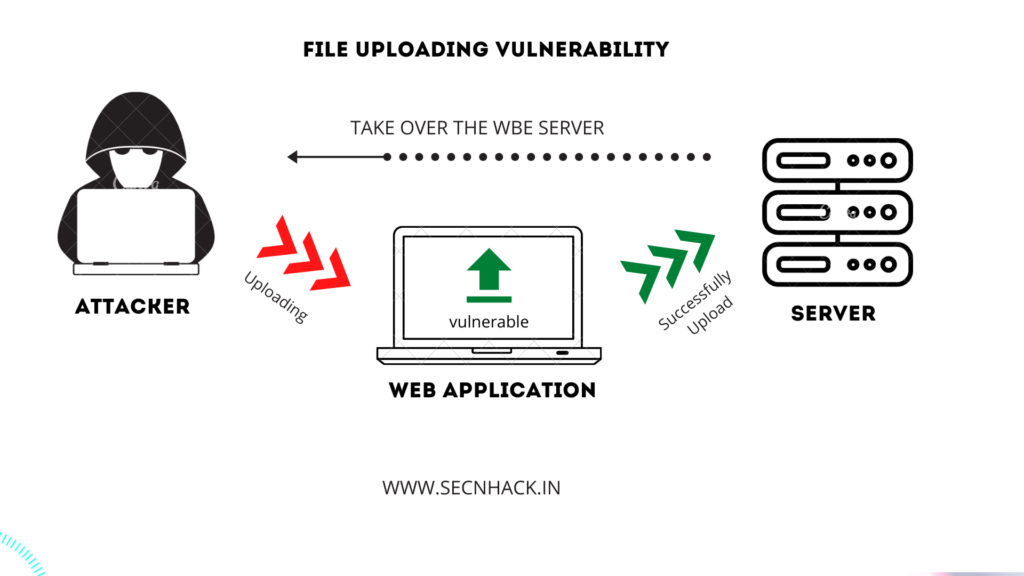 FILE UPLOADING VULNERABILITY
TAKE OVER THE WBE SERVER
Uploading
vulnerable
Successfully
Upload
ATTACKER
SERVER
WEB APPLICATION
WWW.SECNHACK.IN